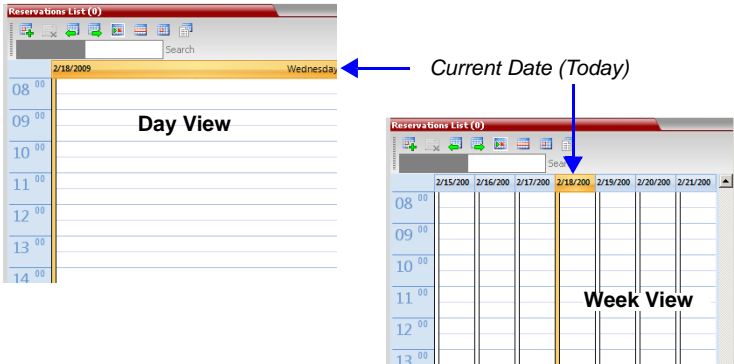 Reservations List (0)
Search
2/18/2009 Wednesday
08 00
09 00
10 00
11 00
12 00
13 00
14 00
Day View
Current Date (Today)
Reservations List (0)
2/15/200 2/16/200 2/17/200 2/18/200 2/19/200 2/20/200 2/21/200
08 00
09 00
10 00
11 00
12 00
13 00
Week View